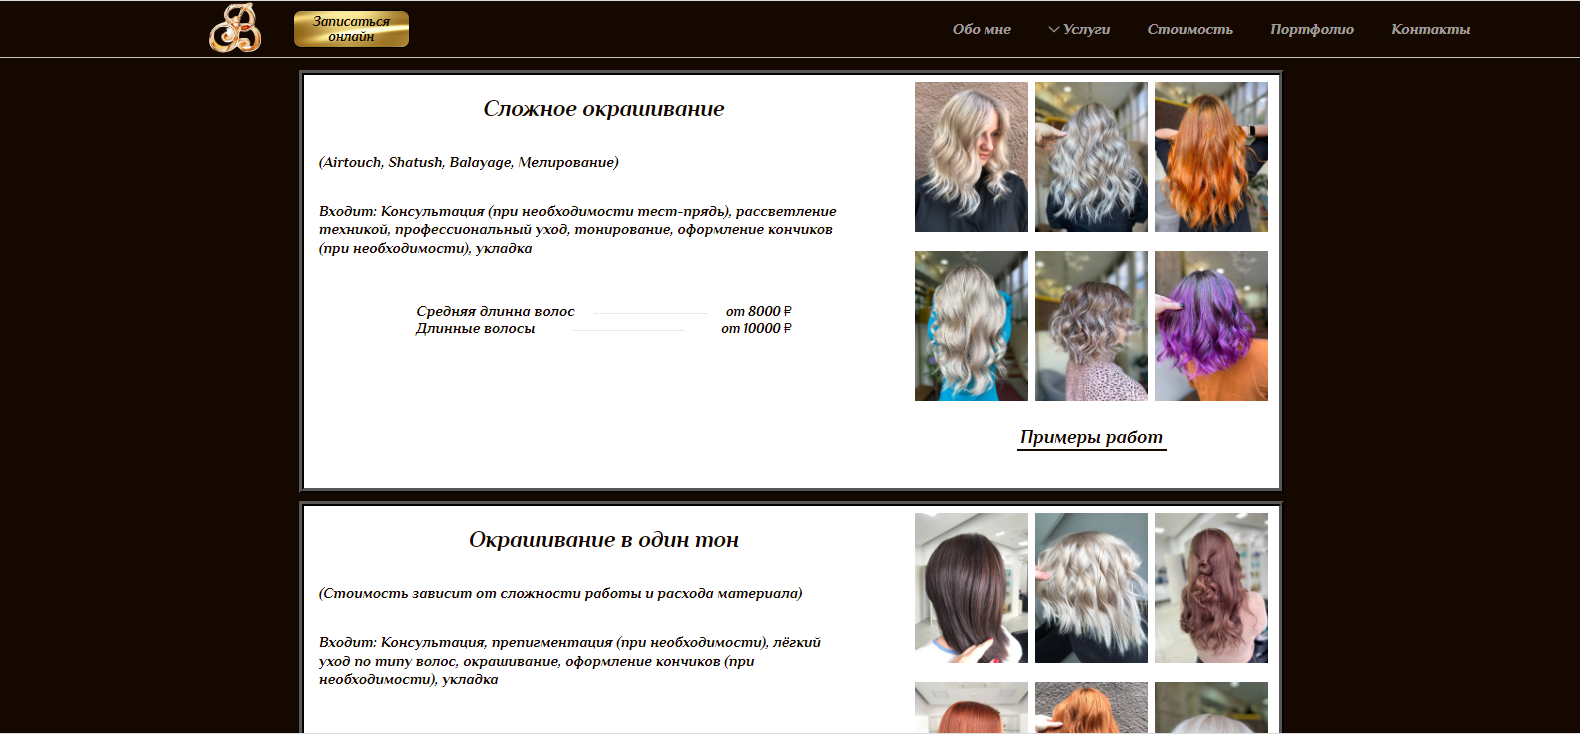 Записаться
онлайн
Обо мне
Услуги
Стоимость
Портфолио
Контакты
Сложное окрашивание
(Airtouch, Shatush, Balayage, Мелирование)
Входит: Консультация (при необходимости тест-прядь), рассветление
техникой, профессиональный уход, тонирование, оформление кончиков
(при необходимости), укладка
Средняя длинна волос от 8000 ₽
Длинные волосы от 10000 ₽
Примеры работ
Окрашивание в один тон
(Стоимость зависит от сложности работы и расхода материала)
Входит: Консультация, препигментация (при необходимости), лёгкий
уход по типу волос, окрашивание, оформление кончиков (при
необходимости), укладка